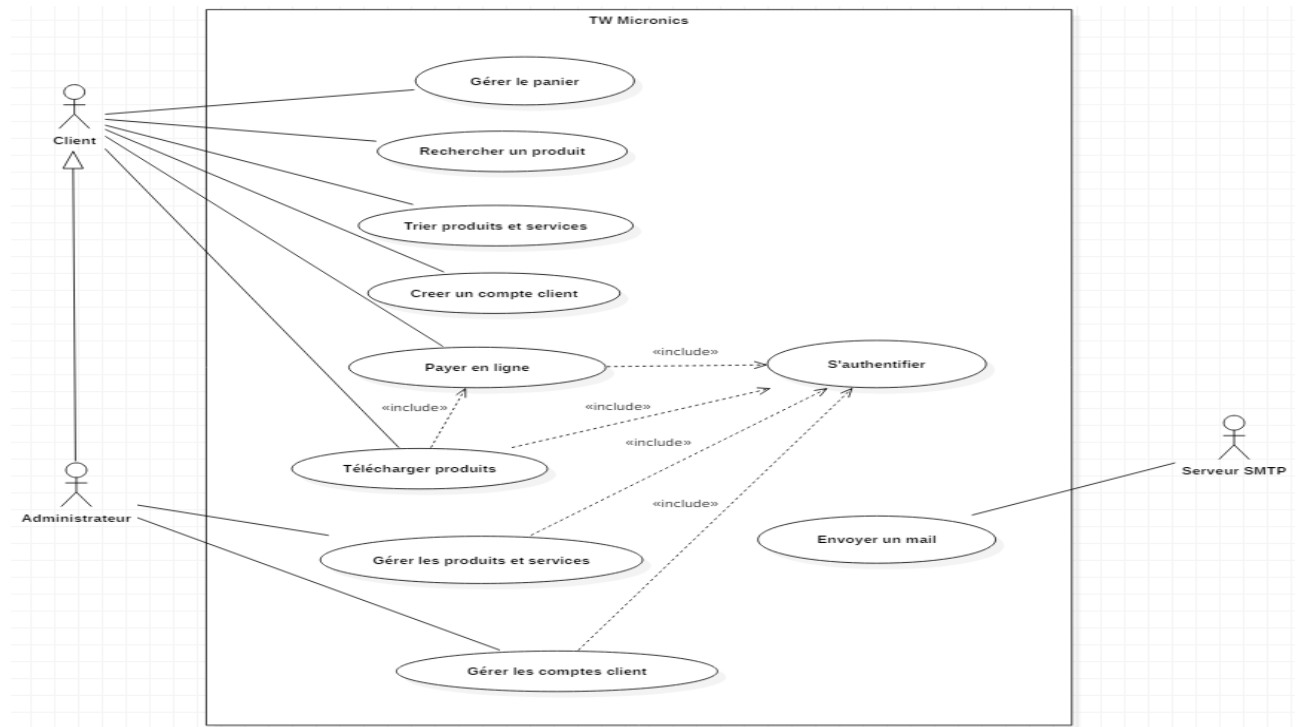 TW Micronics
Gérer le panier
Client
Rechercher un produit
Trier produits et services
Creer un compte client
Payer en ligne
«include»
S'authentifier
«include»
«include»
«include»
Télécharger produits
Serveur SMTP
Administrateur
«include»
Envoyer un mail
Gérer les produits et services
Gérer les comptes client